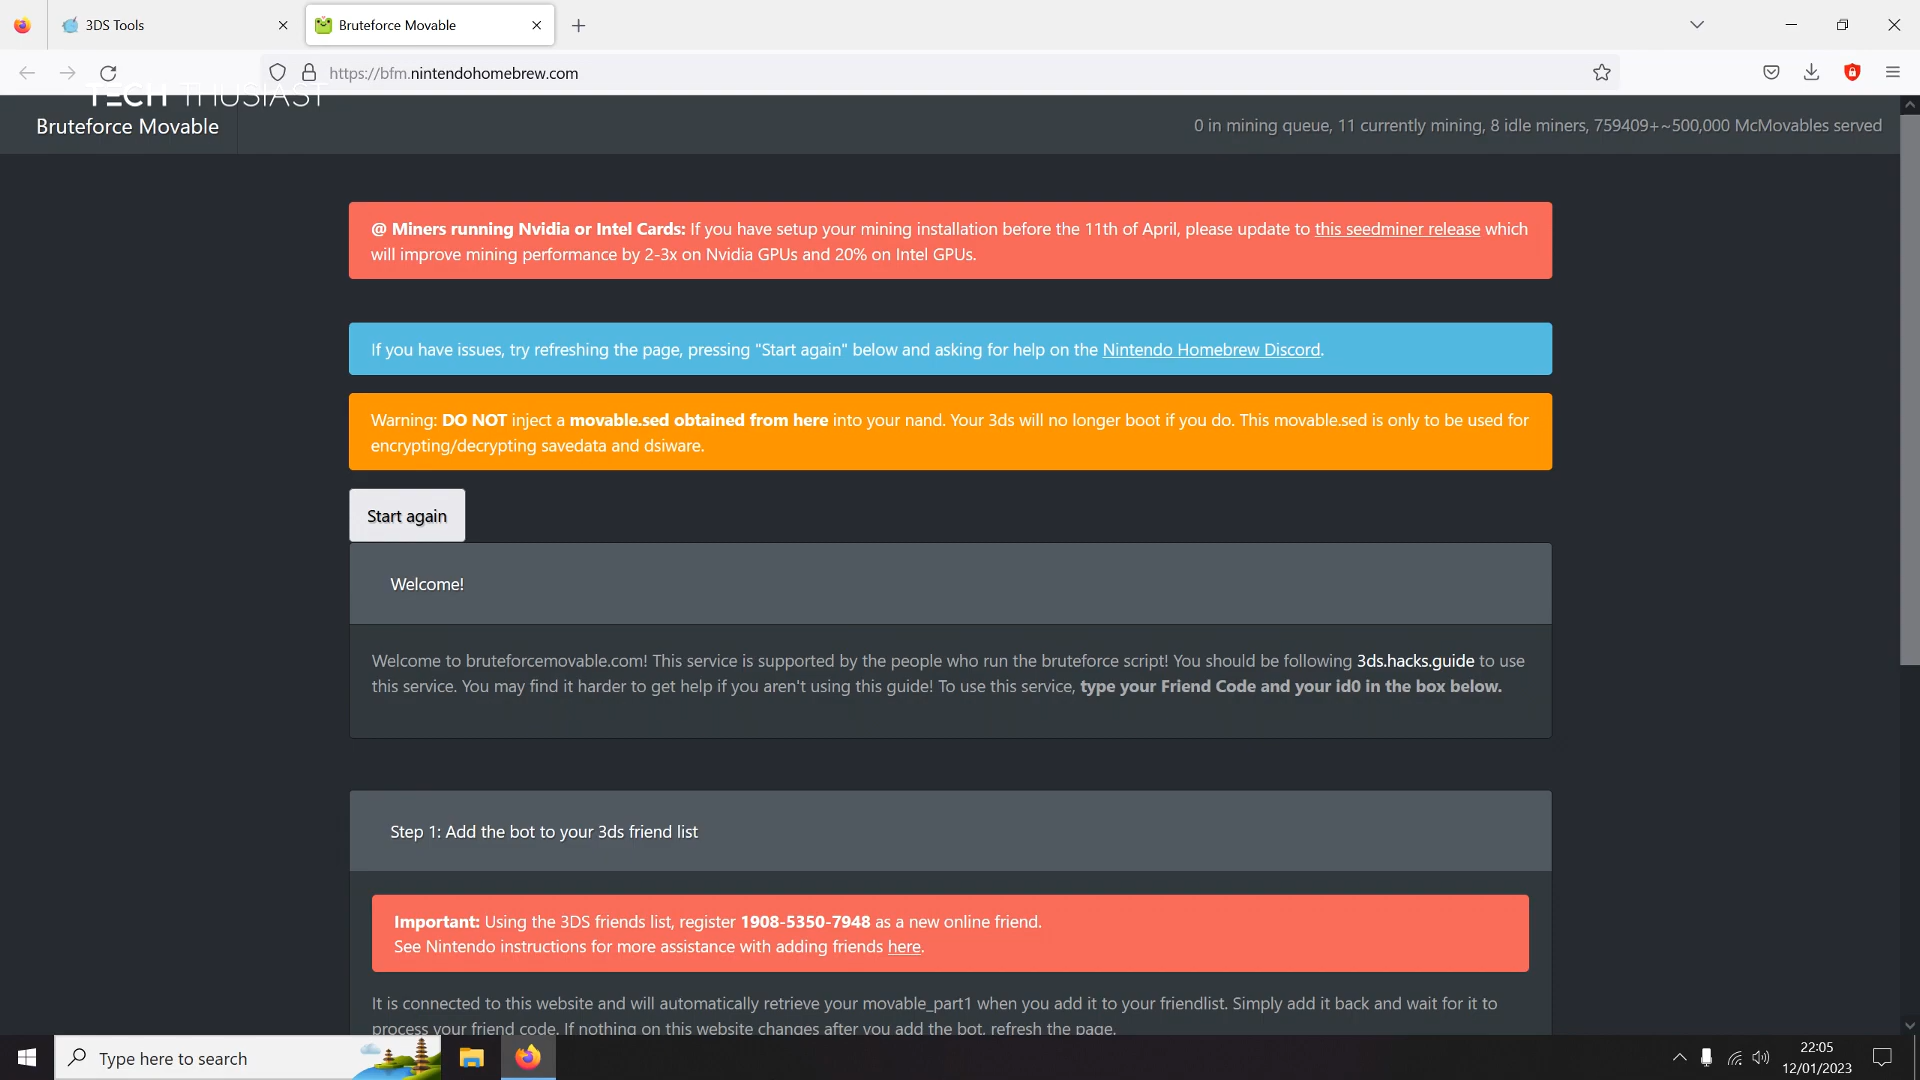 3DS Tools
Bruteforce Movable
https://bfm.nintendohomebrew.com
TECH THUSIAST
Bruteforce Movable
0 in mining queue, 11 currently mining, 8 idle miners, 759409+~500,000 McMovables served
@ Miners running Nvidia or Intel Cards: If you have setup your mining installation before the 11th of April, please update to this seedminer release which
will improve mining performance by 2-3x on Nvidia GPUs and 20% on Intel GPUs.
If you have issues, try refreshing the page, pressing "Start again" below and asking for help on the Nintendo Homebrew Discord.
Warning: DO NOT inject a movable.sed obtained from here into your nand. Your 3ds will no longer boot if you do. This movable.sed is only to be used for
encrypting/decrypting savedata and dsiware.
Start again
Welcome!
Welcome to bruteforcemovable.com! This service is supported by the people who run the bruteforce script! You should be following 3ds.hacks.guide to use
this service. You may find it harder to get help if you aren't using this guide! To use this service, type your Friend Code and your id0 in the box below.
Step 1: Add the bot to your 3ds friend list
Important: Using the 3DS friends list, register 1908-5350-7948 as a new online friend.
See Nintendo instructions for more assistance with adding friends here.
It is connected to this website and will automatically retrieve your movable_part1 when you add it to your friendlist. Simply add it back and wait for it to
process your friend code. If nothing on this website changes after you add the bot, refresh the page.
Type here to search
22:05
12/01/2023